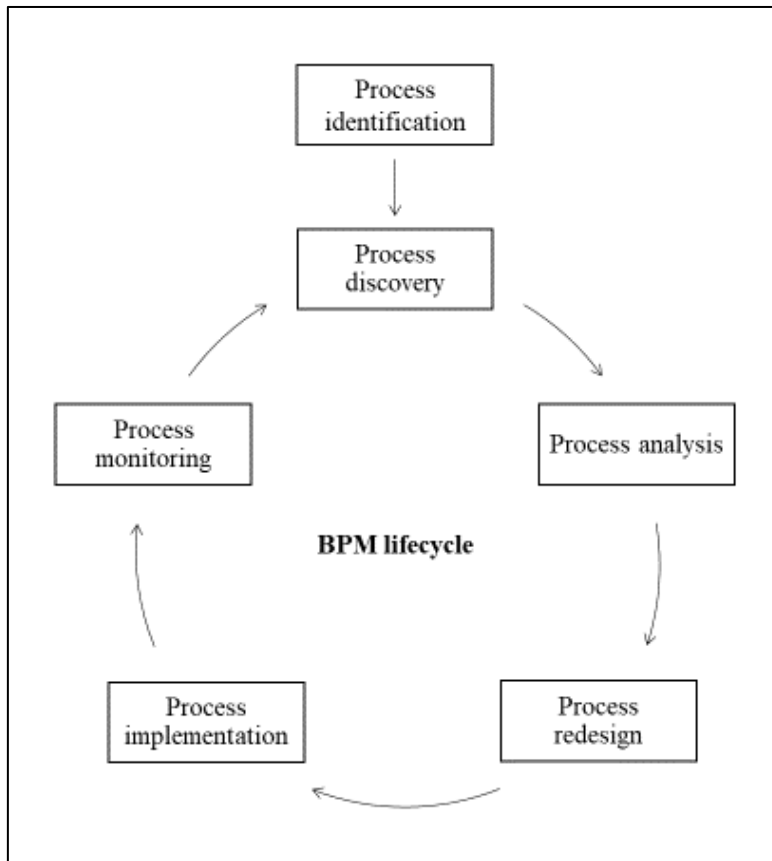 Process
identification
Process
discovery
Process
monitoring
Process analysis
BPM lifecycle
Process
implementation
Process
redesign